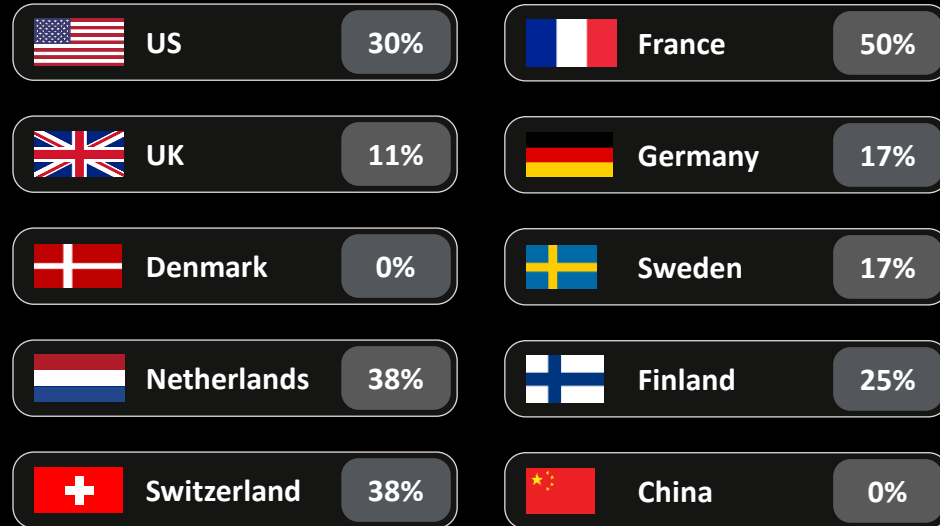 US 30%
France 50%
UK 11%
Germany 17%
Denmark 0%
Sweden 17%
Netherlands 38%
Finland 25%
Switzerland 38%
China 0%